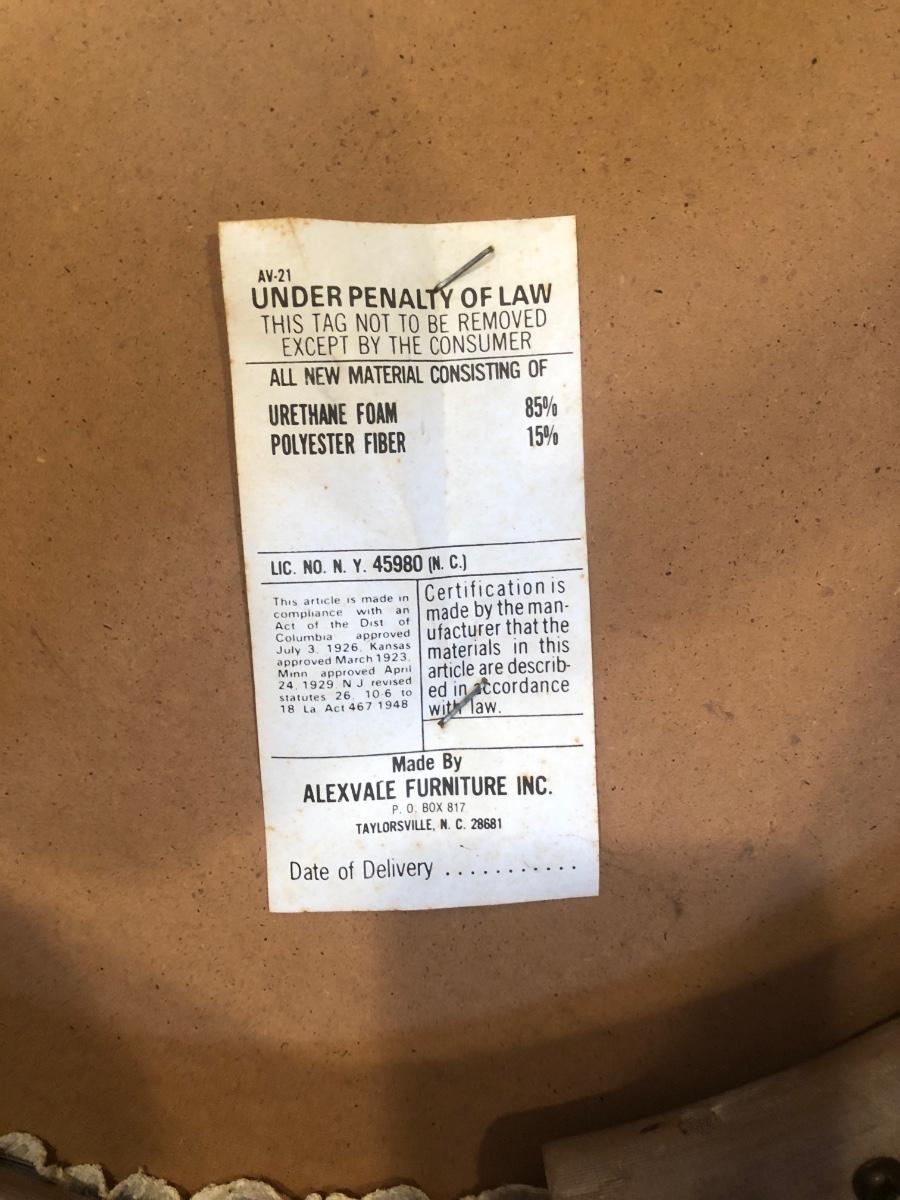 AV-21
UNDER PENALTY OF LAW
THIS TAG NOT TO BE REMOVED
EXCEPT BY THE CONSUMER
ALL NEW MATERIAL CONSISTING OF
URETHANE FOAM 85%
POLYESTER FIBER 15%
LIC. NO. N. Y. 45980 (N. C.)
This article is made in
compliance with an
Act of the Dist of
Columbia approved
July 3, 1926, Kansas
approved March 1923,
Minn approved April
24, 1929, N J revised
statutes 26, 10-6 to
18 La. Act 467 1948
Certification is
made by the man-
ufacturer that the
materials in this
article are describ-
ed in accordance
with law.
Made By
ALEXVALE FURNITURE INC.
P. O. BOX 817
TAYLORSVILLE, N. C. 28681
Date of Delivery ...........